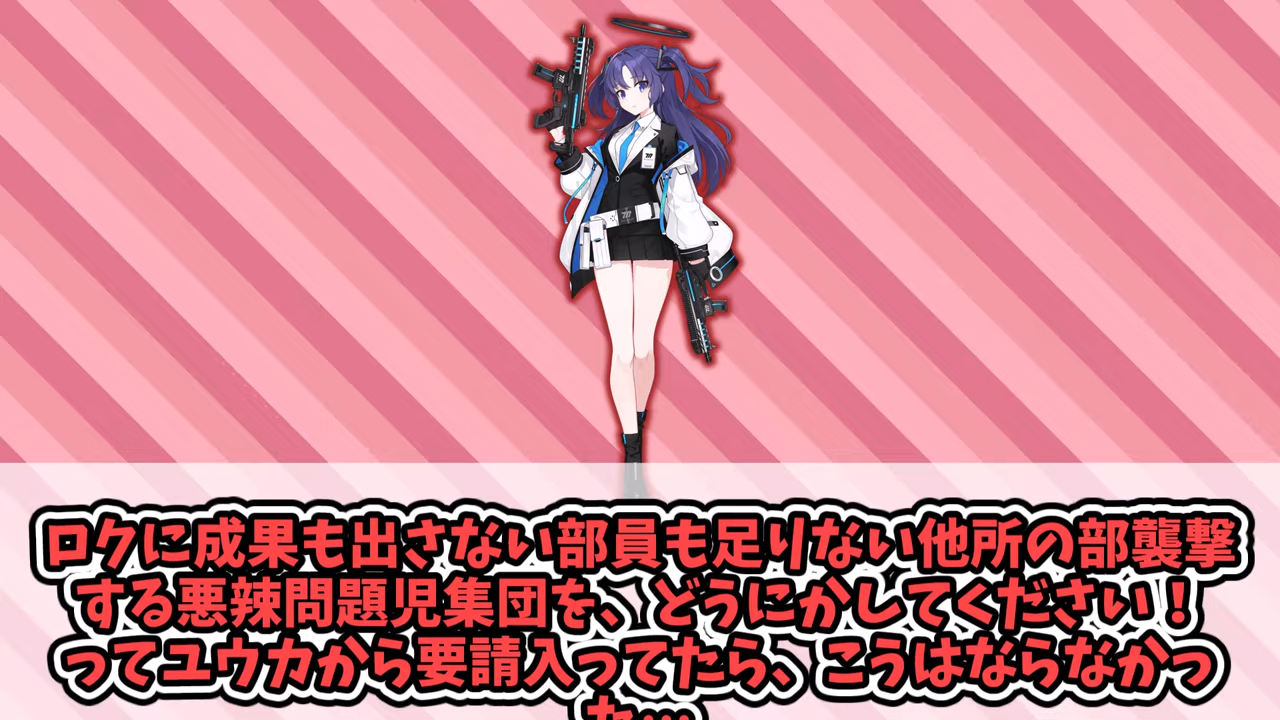 ロクに成果も出さない部員も足りない他所の部襲撃
する悪辣問題児集団を、どうにかしてください！
ってユウカから要請入ってたら、こうはならなかっ
た…